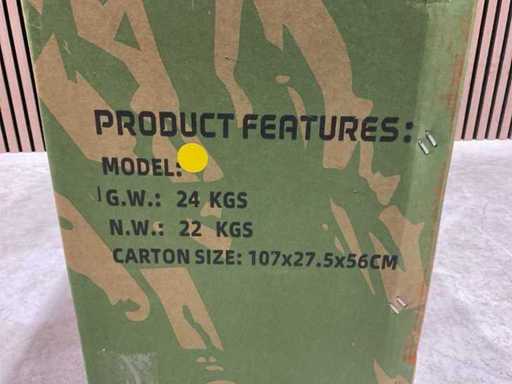 PRODUCT FEATURES:
MODEL:
G.W.: 24 KGS
N.W.: 22 KGS
CARTON SIZE: 107x27.5x56CM